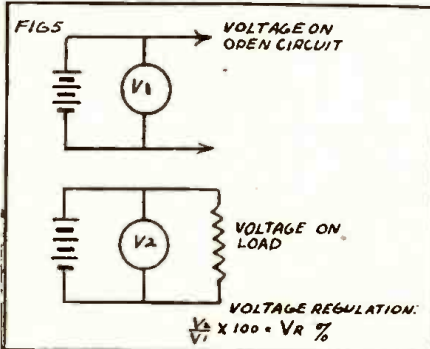 FIG5
VOLTAGE ON
OPEN CIRCUIT
V1
V2
VOLTAGE ON
LOAD
VOLTAGE REGULATION:
V2/V1 X 100 = VR %